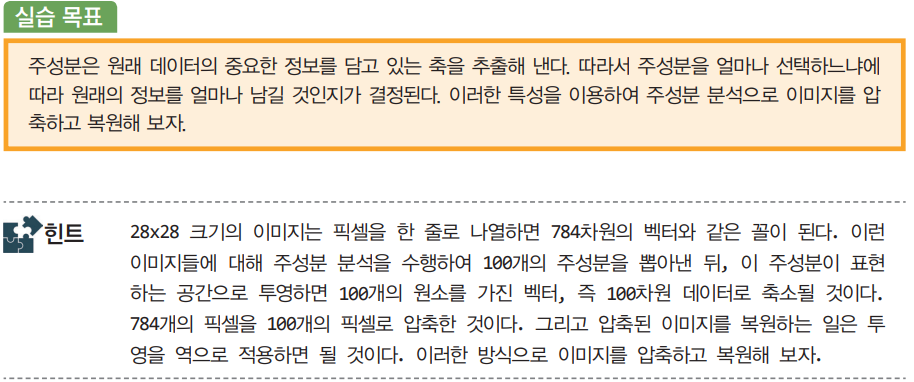 실습 목표
주성분은 원래 데이터의 중요한 정보를 담고 있는 축을 추출해 낸다. 따라서 주성분을 얼마나 선택하느냐에
따라 원래의 정보를 얼마나 남길 것인지가 결정된다. 이러한 특성을 이용하여 주성분 분석으로 이미지를 압
축하고 복원해 보자.
힌트
28x28 크기의 이미지는 픽셀을 한 줄로 나열하면 784차원의 벡터와 같은 꼴이 된다. 이런
이미지들에 대해 주성분 분석을 수행하여 100개의 주성분을 뽑아낸 뒤, 이 주성분이 표현
하는 공간으로 투영하면 100개의 원소를 가진 벡터, 즉 100차원 데이터로 축소될 것이다.
784개의 픽셀을 100개의 픽셀로 압축한 것이다. 그리고 압축된 이미지를 복원하는 일은 투
영을 역으로 적용하면 될 것이다. 이러한 방식으로 이미지를 압축하고 복원해 보자.